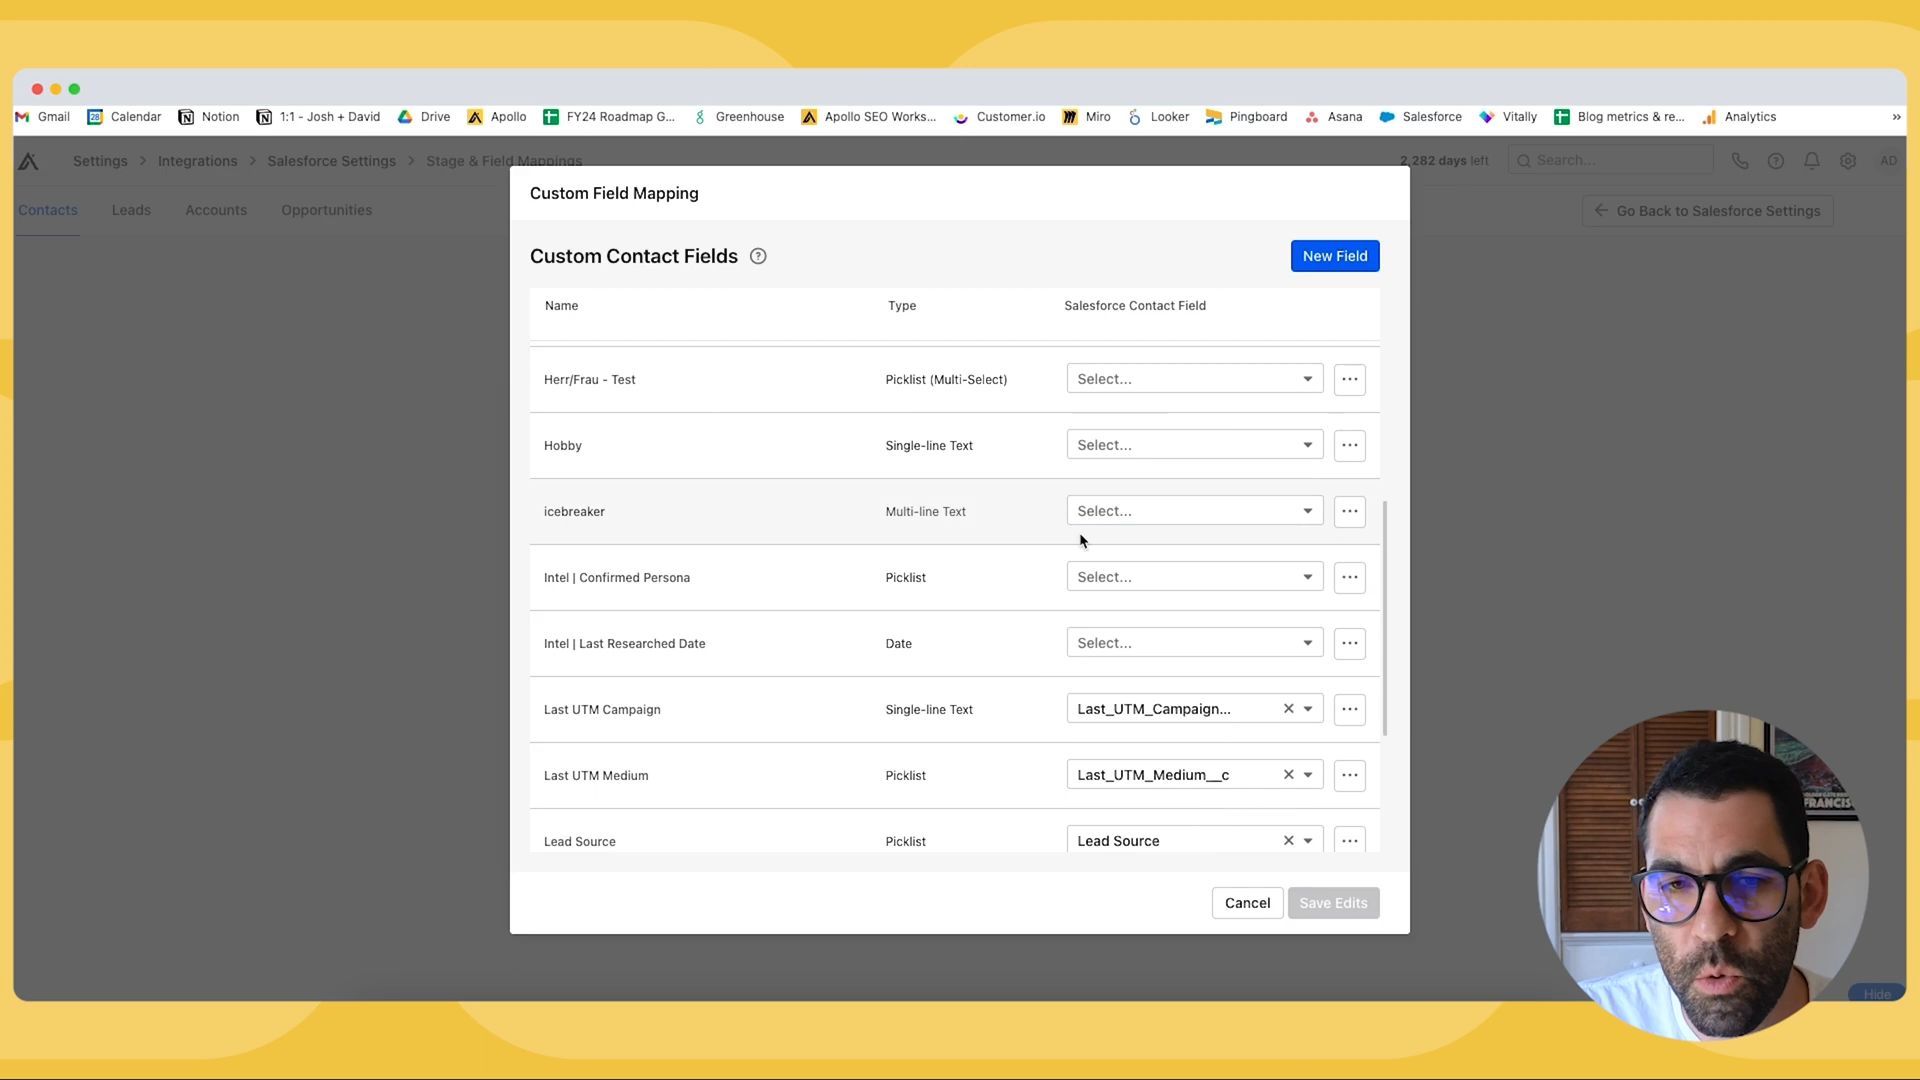 Gmail Calendar Notion 1:1 - Josh + David Drive Apollo FY24 Roadmap G... Greenhouse Apollo SEO Works... Customer.io Miro Looker Pingboard Asana Salesforce Vitally Blog metrics & re... Analytics »
Settings > Integrations > Salesforce Settings > Stage & Field Mappings 2,282 days left Search... AD
Contacts Leads Accounts Opportunities ← Go Back to Salesforce Settings
Custom Field Mapping
Custom Contact Fields ? New Field
Name Type Salesforce Contact Field
Herr/Frau - Test Picklist (Multi-Select) Select... ...
Hobby Single-line Text Select... ...
icebreaker Multi-line Text Select... ...
Intel | Confirmed Persona Picklist Select... ...
Intel | Last Researched Date Date Select... ...
Last UTM Campaign Single-line Text Last_UTM_Campaign... ...
Last UTM Medium Picklist Last_UTM_Medium__c ...
Lead Source Picklist Lead Source ...
Cancel Save Edits
Hide
FRANCIS